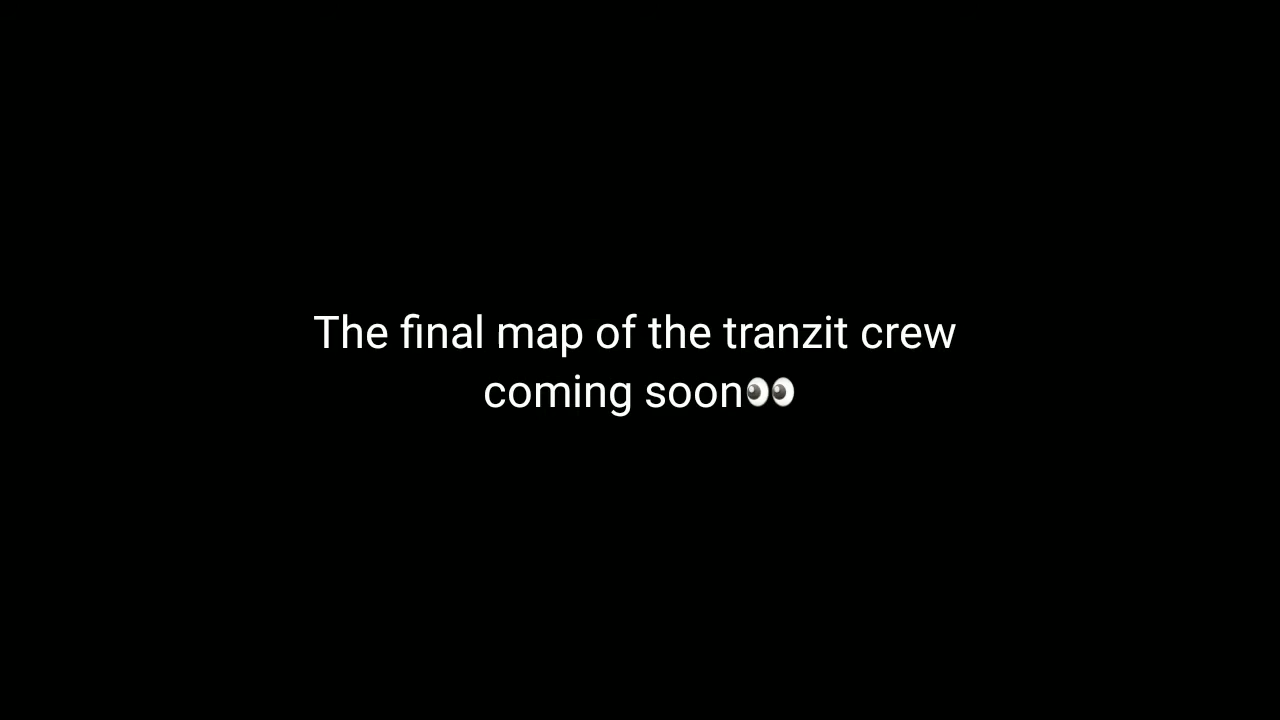 The final map of the tranzit crew
coming soon👀